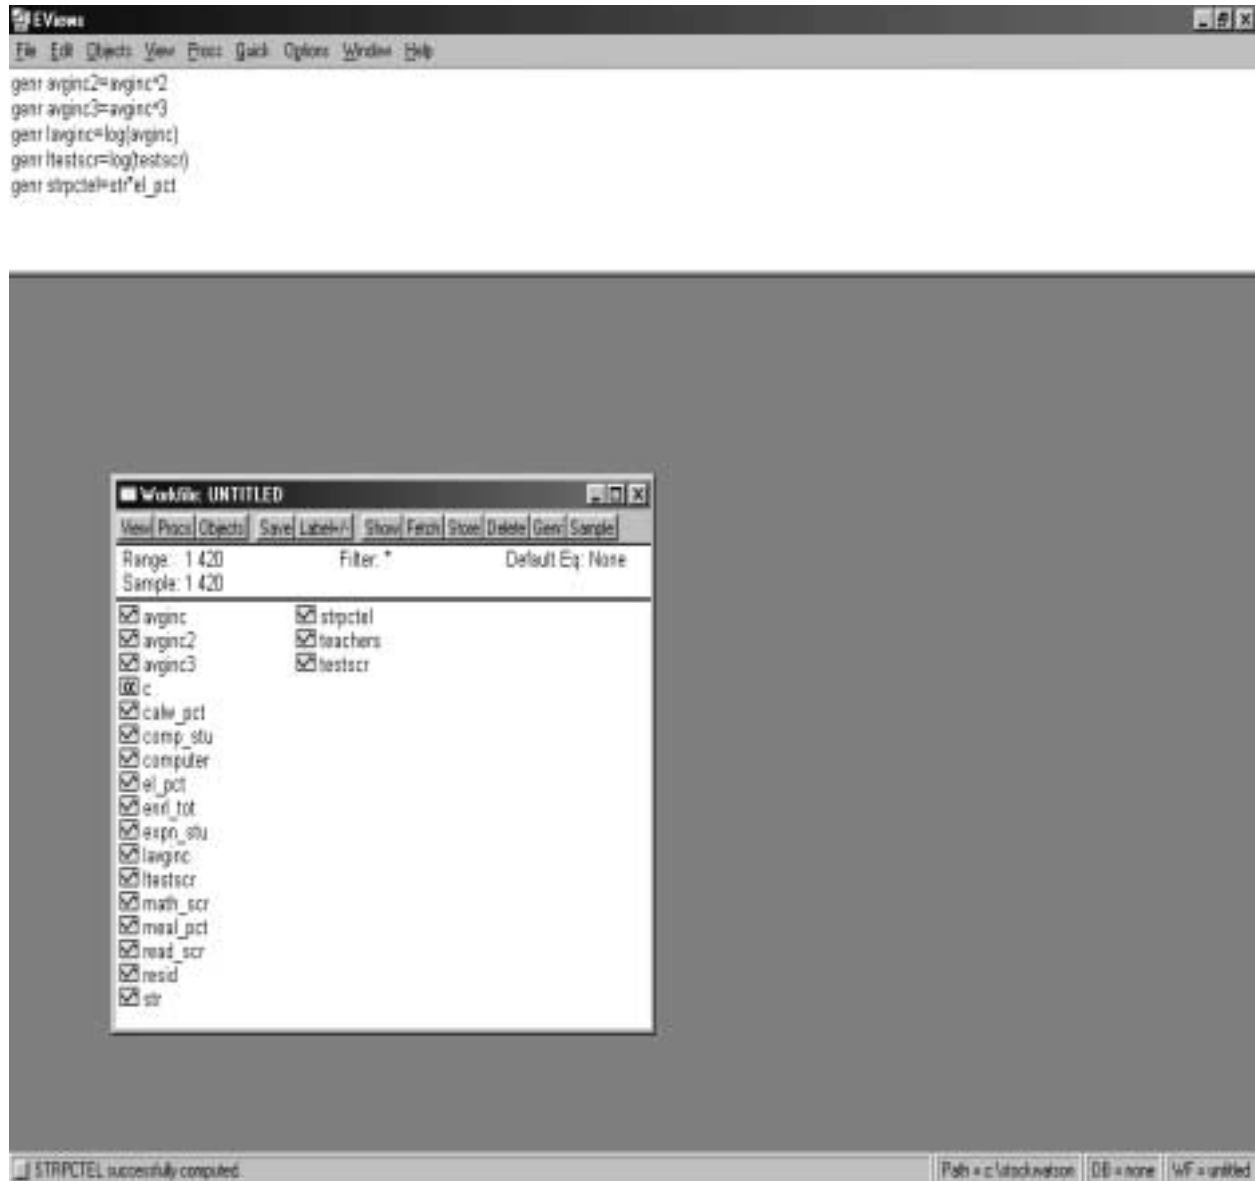 EViews
File Edit Objects View Procs Quick Options Window Help
genr avginc2=avginc^2
genr avginc3=avginc^3
genr lavginc=log(avginc)
genr ltestscr=log(testscr)
genr strpctel=str*el_pct
Workfile: UNTITLED
View Procs Objects Save Label+/- Show Fetch Store Delete Genr Sample
Range: 1 420 Filter: * Default Eq: None
Sample: 1 420
avginc strpctel
avginc2 teachers
avginc3 testscr
c
calw_pct
comp_stu
computer
el_pct
enrl_tot
expn_stu
lavginc
ltestscr
math_scr
meal_pct
read_scr
resid
str
STRPCTEL successfully computed. Path = c:\stockwatson DB = none WF = untitled